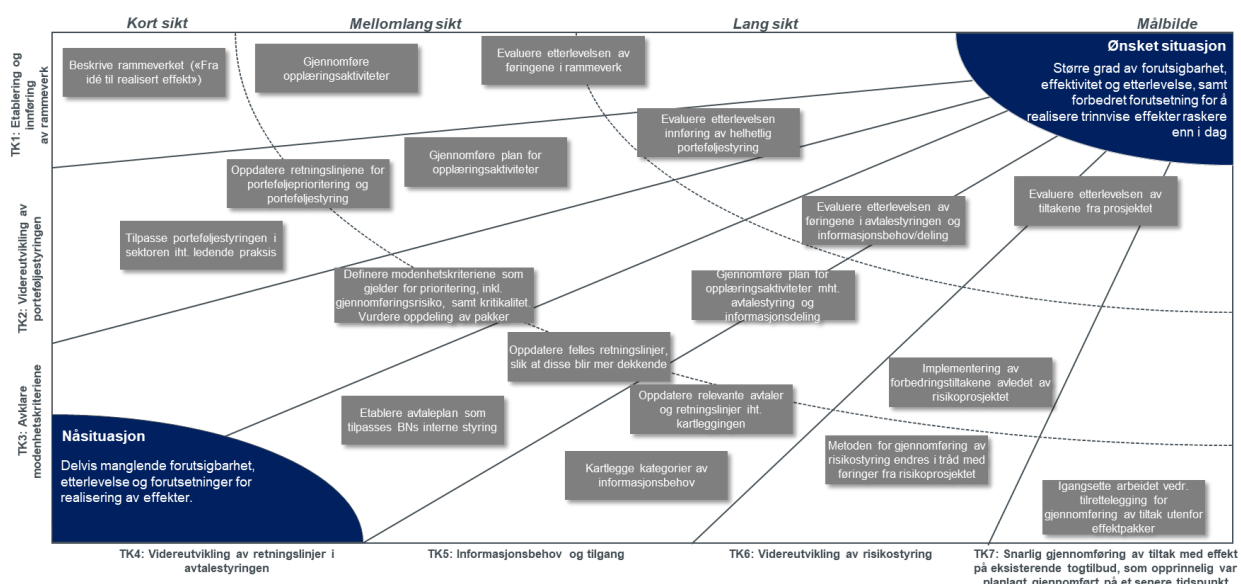 Kort sikt
Mellomlang sikt
Lang sikt
Målbilde
TK1: Etablering og
innføring
av rammeverk
TK2: Videreutvikling av
porteføljestyringen
TK3: Avklare
modenhetskriteriene
Beskrive rammeverket («Fra
idé til realisert effekt»)
Gjennomføre
opplæringsaktiviteter
Evaluere etterlevelsen av
føringene i rammeverk
Ønsket situasjon
Større grad av forutsigbarhet,
effektivitet og etterlevelse, samt
forbedret forutsetning for å
realisere trinnvise effekter raskere
enn i dag
Evaluere etterlevelsen
innføring av helhetlig
porteføljestyring
Gjennomføre plan for
opplæringsaktiviteter
Oppdatere retningslinjene for
porteføljeprioritering og
porteføljestyring
Evaluere etterlevelsen av
tiltakene fra prosjektet
Evaluere etterlevelsen av
føringene i avtalestyringen og
informasjonsbehov/deling
Tilpasse porteføljestyringen i
sektoren iht. ledende praksis
Definere modenhetskriteriene som
gjelder for prioritering, inkl.
gjennomføringsrisiko, samt kritikalitet.
Vurdere oppdeling av pakker
Gjennomføre plan for
opplæringsaktiviteter mht.
avtalestyring og
informasjonsdeling
Oppdatere felles retningslinjer,
slik at disse blir mer dekkende
Implementering av
forbedringstiltakene avledet av
risikoprosjektet
Oppdatere relevante avtaler
og retningslinjer iht.
kartleggingen
Etablere avtaleplan som
tilpasses BNs interne styring
Nåsituasjon
Delvis manglende forutsigbarhet,
etterlevelse og forutsetninger for
realisering av effekter.
Metoden for gjennomføring av
risikostyring endres i tråd med
føringer fra risikoprosjektet
Kartlegge kategorier av
informasjonsbehov
Igangsette arbeidet vedr.
tilrettelegging for
gjennomføring av tiltak utenfor
effektpakker
TK4: Videreutvikling av retningslinjer i
avtalestyringen
TK5: Informasjonsbehov og tilgang
TK6: Videreutvikling av risikostyring
TK7: Snarlig gjennomføring av tiltak med effekt
på eksisterende togtilbud, som opprinnelig var
planlagt gjennomført på et senere tidspunkt